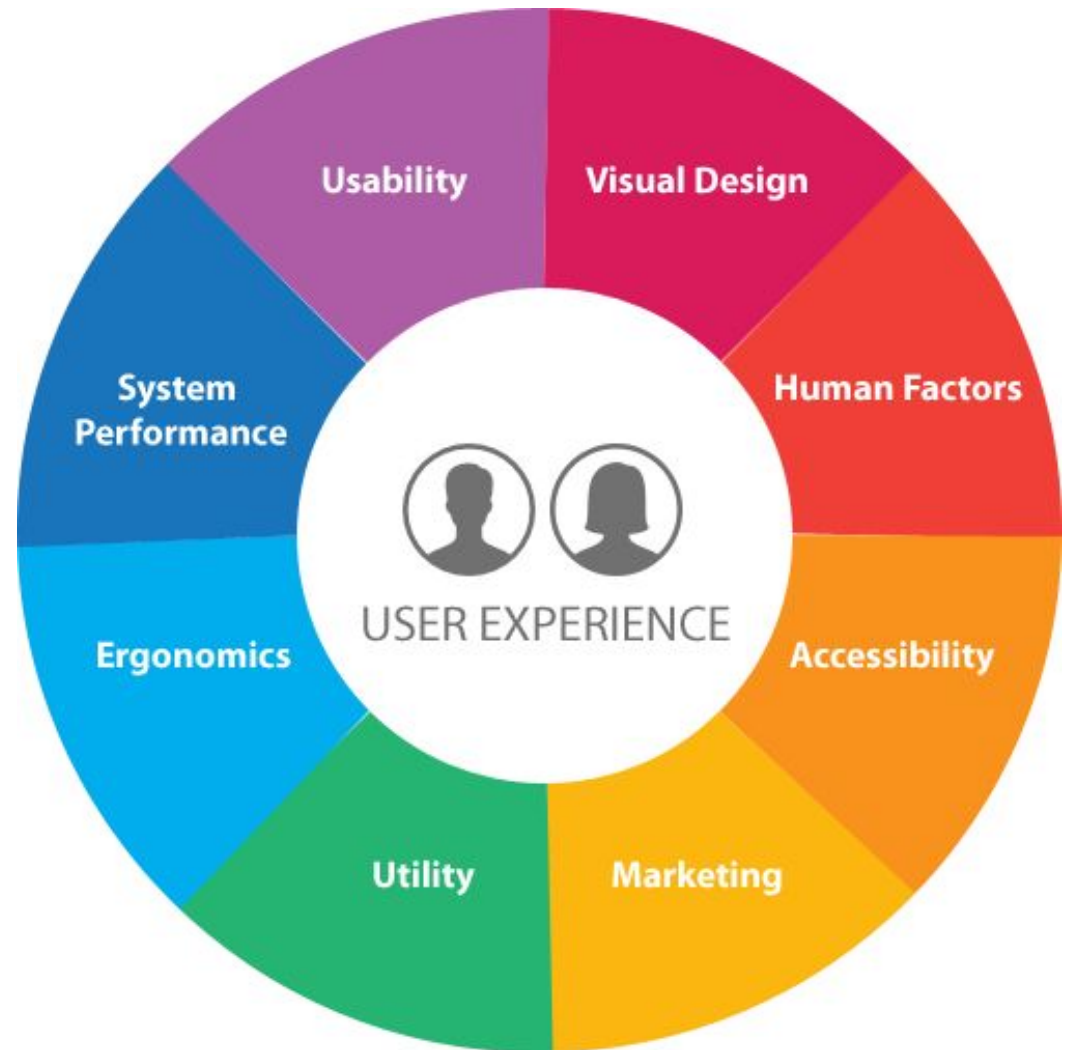 Usability
Visual Design
Human Factors
Accessibility
Marketing
Utility
Ergonomics
System
Performance
USER EXPERIENCE